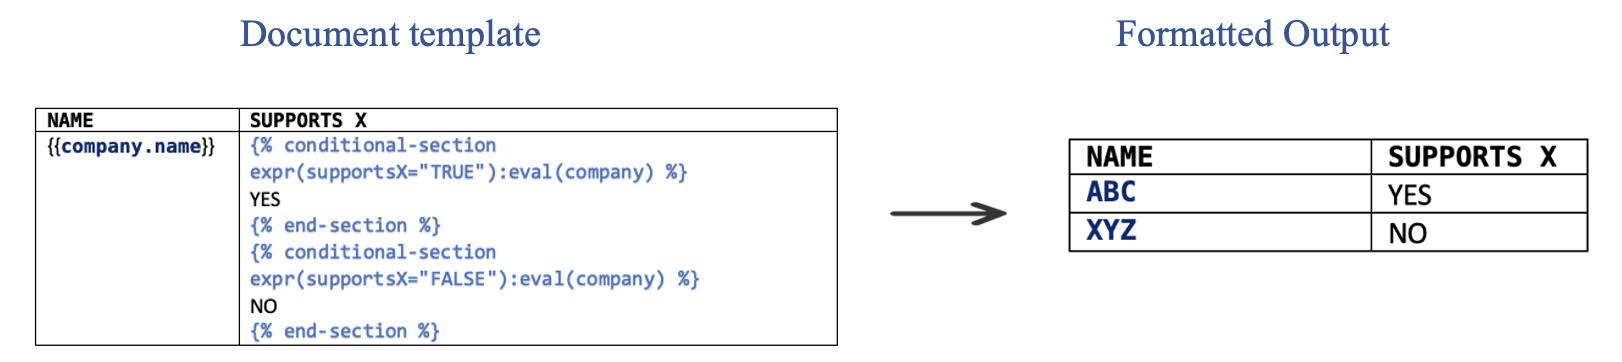 Document template
Formatted Output
NAME SUPPORTS X
{{company.name}} {% conditional-section
expr(supportsX="TRUE"):eval(company) %}
YES
{% end-section %}
{% conditional-section
expr(supportsX="FALSE"):eval(company) %}
NO
{% end-section %}
NAME SUPPORTS X
ABC YES
XYZ NO